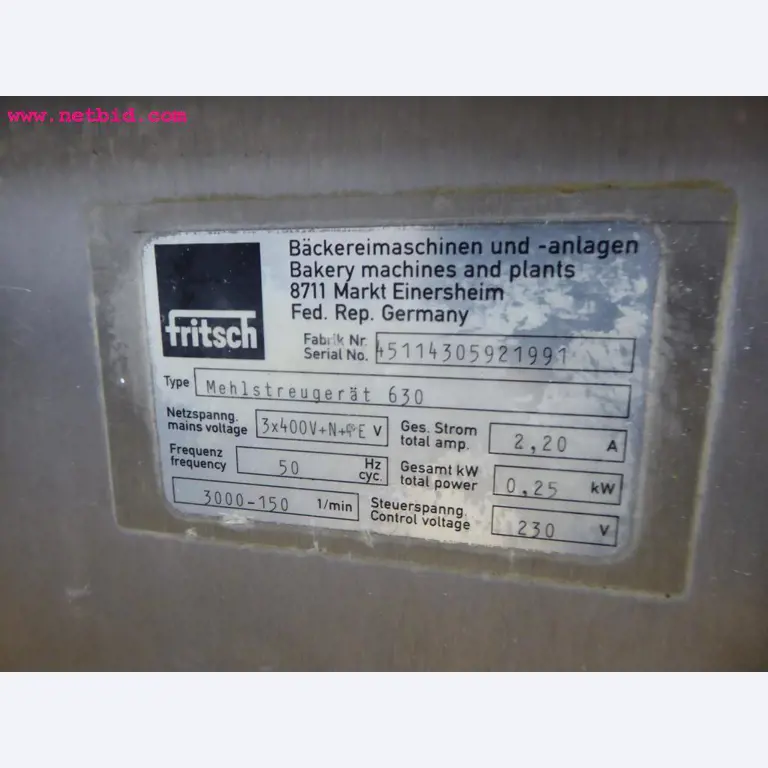 www.netbid.com
fritsch
Bäckereimaschinen und -anlagen
Bakery machines and plants
8711 Markt Einersheim
Fed. Rep. Germany
Fabrik Nr.
Serial No. 45114305921991
Type Mehlstreugerät 630
Netzspanng.
mains voltage 3x400V+N+PE V
Ges. Strom
total amp. 2,20 A
Frequenz
frequency 50 Hz
cyc.
Gesamt kW
total power 0,25 kW
3000-150 1/min
Steuerspanng.
Control voltage 230 V